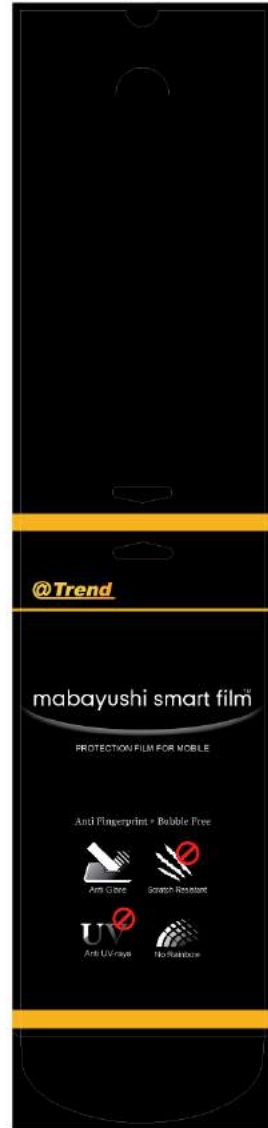 @Trend
mabayushi smart film™
PROTECTION FILM FOR MOBILE
Anti Fingerprint • Bubble Free
Anti Glare Scratch Resistant
UV
Anti UV-rays No Rainbow